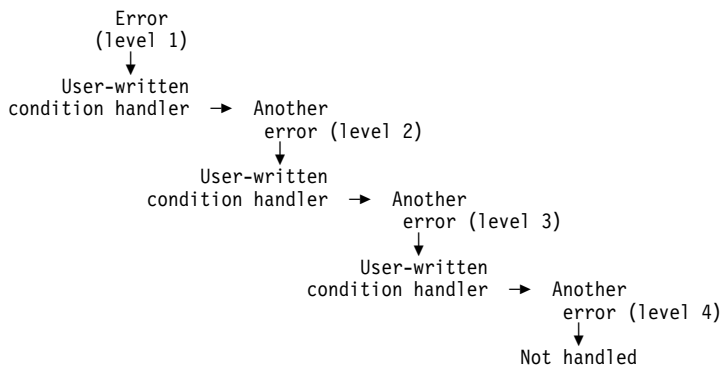 Error
(level 1)
User-written
condition handler
Another
error (level 2)
User-written
condition handler
Another
error (level 3)
User-written
condition handler
Another
error (level 4)
Not handled